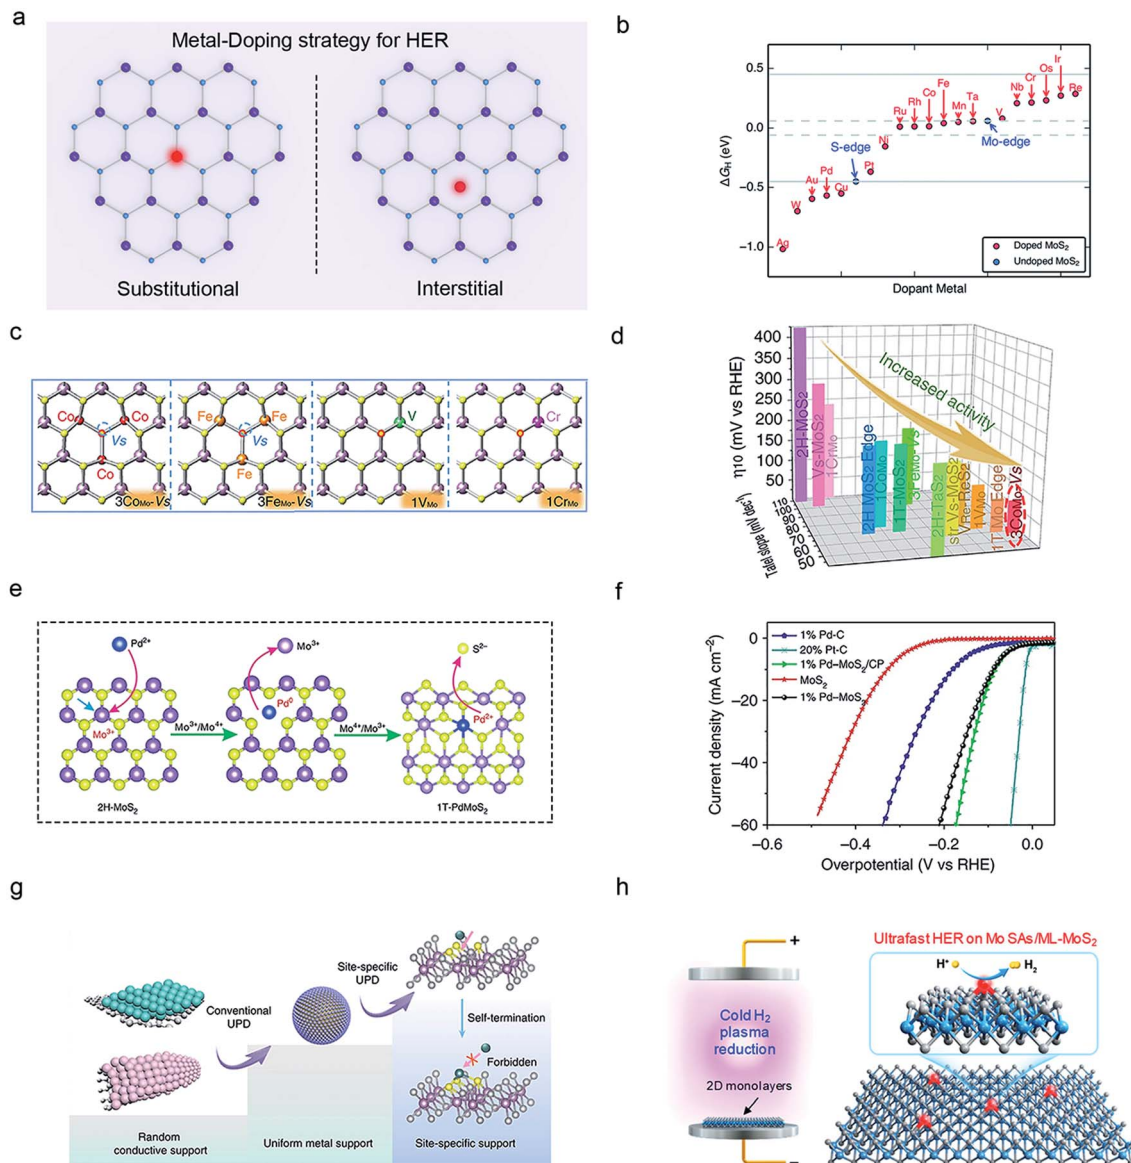 a
Metal-Doping strategy for HER
Substitutional
Interstitial
b
ΔG_H (eV)
0.5
0.0
−0.5
−1.0
Ag
W
Au
Pd
Cu
S-edge
Pt
Ni
Ru
Rh
Co
Fe
Mn
Ta
Mo-edge
V
Nb
Cr
Os
Ir
Re
Doped MoS₂
Undoped MoS₂
Dopant Metal
c
Co Co
Vs
Co
3Co_Mo-Vs
Fe Fe
Vs
Fe
3Fe_Mo-Vs
V
1V_Mo
Cr
1Cr_Mo
d
η10 (mV vs RHE)
400
350
300
250
200
150
100
50
Tafel slope (mV dec⁻¹)
110
100
90
80
70
60
50
Increased activity
2H-MoS2
Vs-MoS2
1Cr_Mo
2H MoS2 Edge
1Co_Mo
1T-MoS2
3Fe_Mo-Vs
2H-TaS2
str Vs-MoS2
V_Re-ReS2
1V_Mo
1T-Mo Edge
3Co_Mo-Vs
e
Pd²⁺
Mo³⁺
2H-MoS₂
Mo³⁺/Mo⁴⁺
Mo³⁺
Pd⁰
Mo⁴⁺/Mo³⁺
S²⁻
Pd²⁺
1T-PdMoS₂
f
Current density (mA cm⁻²)
0
−20
−40
−60
1% Pd-C
20% Pt-C
1% Pd–MoS₂/CP
MoS₂
1% Pd–MoS
−0.6 −0.4 −0.2 0.0
Overpotential (V vs RHE)
g
Conventional
UPD
Site-specific
UPD
Self-termination
Forbidden
Random
conductive support
Uniform metal support
Site-specific support
h
+
Cold H₂
plasma
reduction
2D monolayers
−
Ultrafast HER on Mo SAs/ML-MoS₂
H⁺
H₂